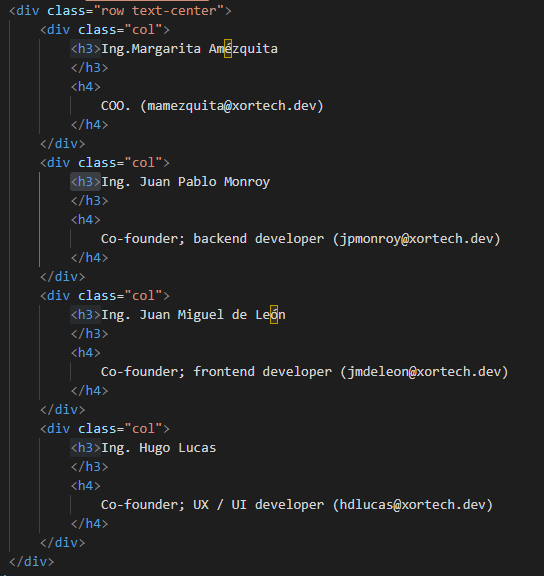 <div class="row text-center">
    <div class="col">
        <h3>Ing.Margarita Amézquita
        </h3>
        <h4>
            COO. (mamezquita@xortech.dev)
        </h4>
    </div>
    <div class="col">
        <h3>Ing. Juan Pablo Monroy
        </h3>
        <h4>
            Co-founder; backend developer (jpmonroy@xortech.dev)
        </h4>
    </div>
    <div class="col">
        <h3>Ing. Juan Miguel de León
        </h3>
        <h4>
            Co-founder; frontend developer (jmdeleon@xortech.dev)
        </h4>
    </div>
    <div class="col">
        <h3>Ing. Hugo Lucas
        </h3>
        <h4>
            Co-founder; UX / UI developer (hdlucas@xortech.dev)
        </h4>
    </div>
</div>